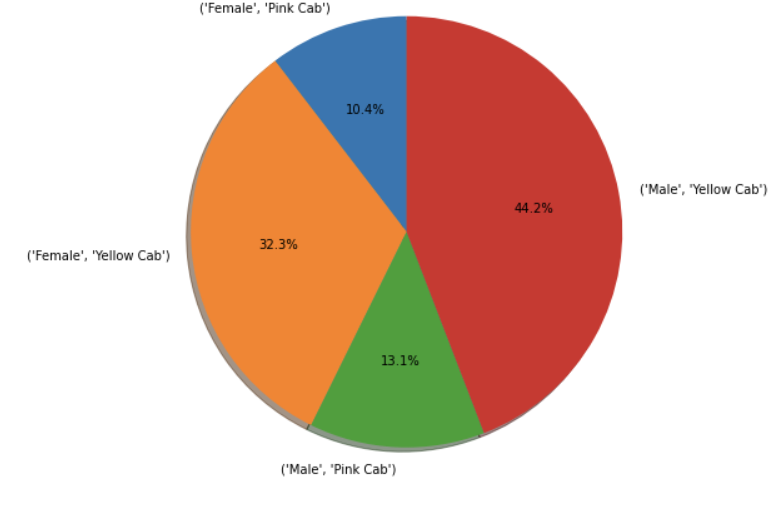 ('Female', 'Pink Cab')
10.4%
('Male', 'Yellow Cab')
44.2%
32.3%
('Female', 'Yellow Cab')
13.1%
('Male', 'Pink Cab')